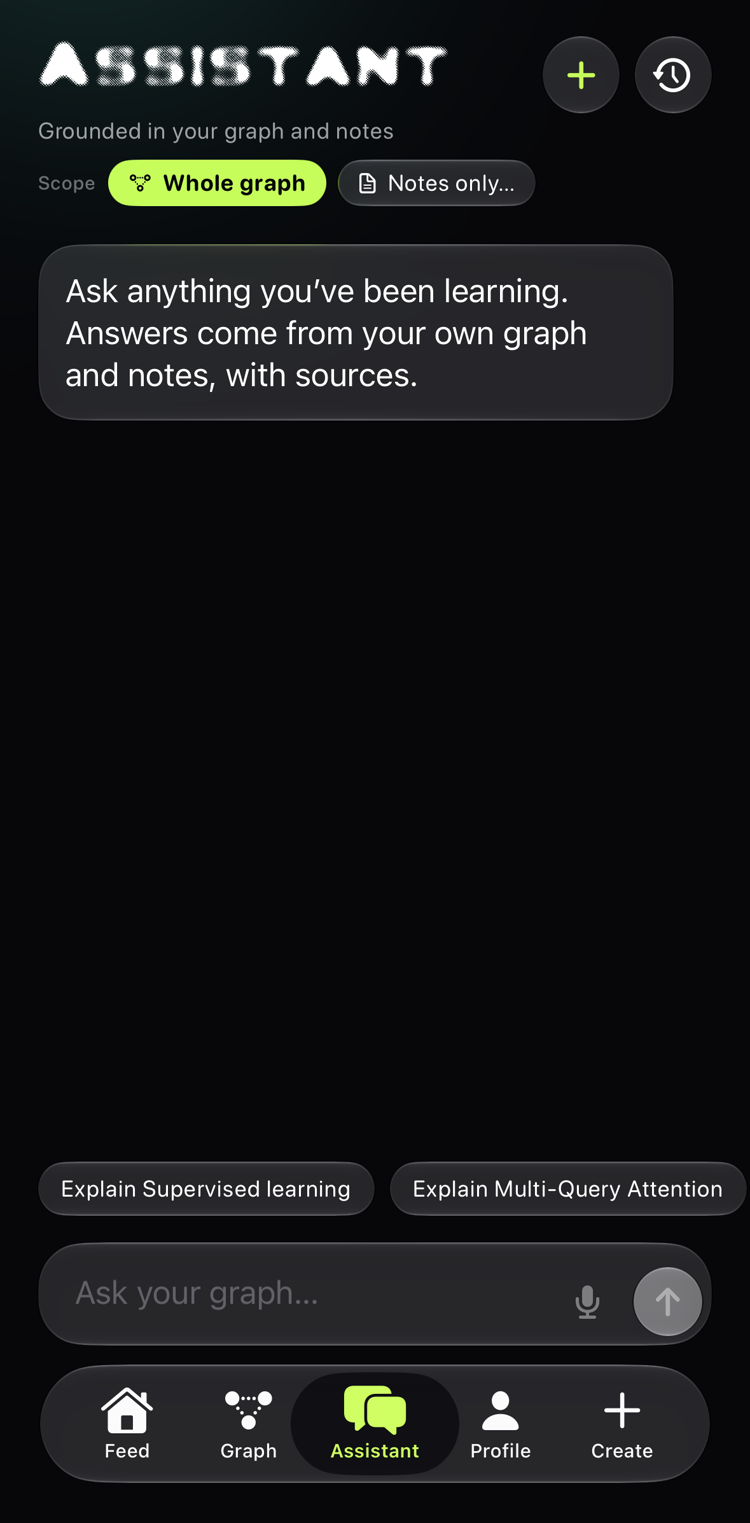 ASSISTANT
Grounded in your graph and notes
Scope Whole graph Notes only...
Ask anything you’ve been learning.
Answers come from your own graph
and notes, with sources.
Explain Supervised learning Explain Multi-Query Attention
Ask your graph...
Feed Graph Assistant Profile Create